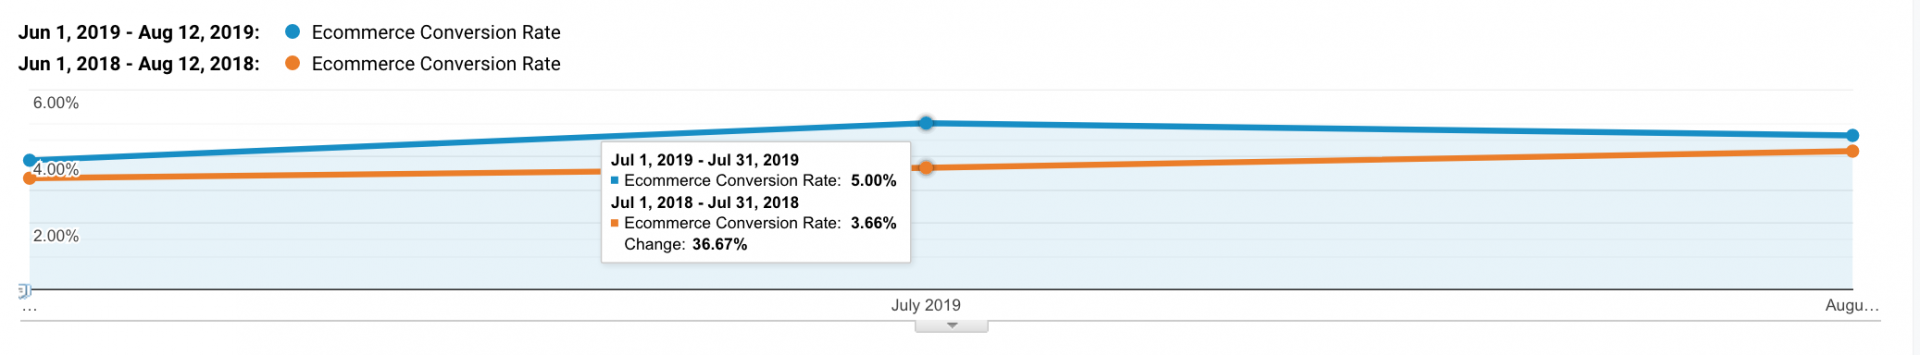 Jun 1, 2019 - Aug 12, 2019: Ecommerce Conversion Rate
Jun 1, 2018 - Aug 12, 2018: Ecommerce Conversion Rate
6.00%
4.00%
2.00%
Jul 1, 2019 - Jul 31, 2019
Ecommerce Conversion Rate: 5.00%
Jul 1, 2018 - Jul 31, 2018
Ecommerce Conversion Rate: 3.66%
Change: 36.67%
... July 2019 Augu...